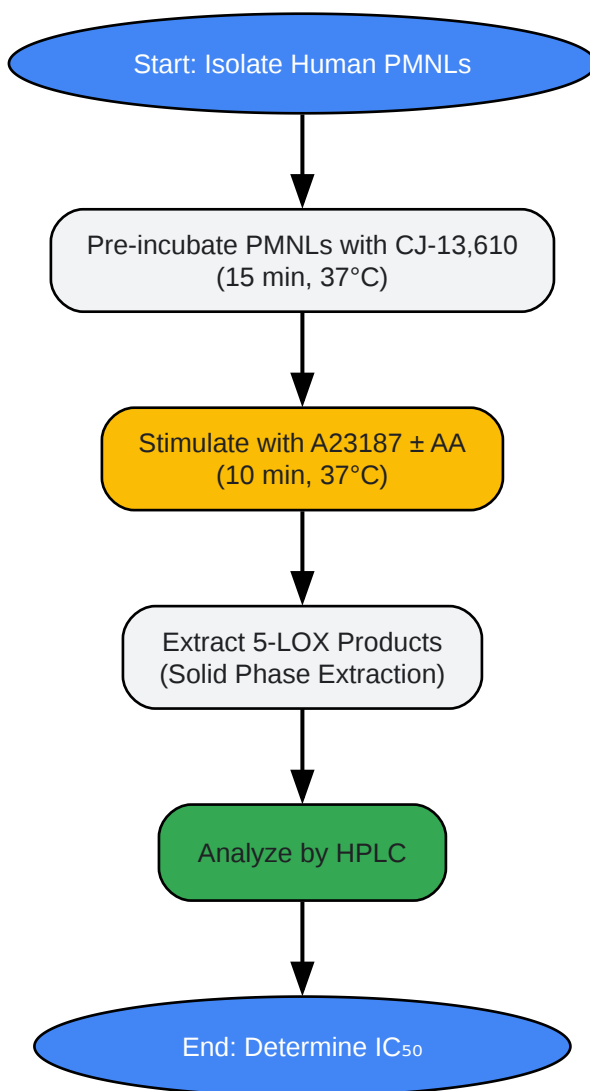 Start: Isolate Human PMNLs
Pre-incubate PMNLs with CJ-13,610
(15 min, 37°C)
Stimulate with A23187 ± AA
(10 min, 37°C)
Extract 5-LOX Products
(Solid Phase Extraction)
Analyze by HPLC
End: Determine IC₅₀